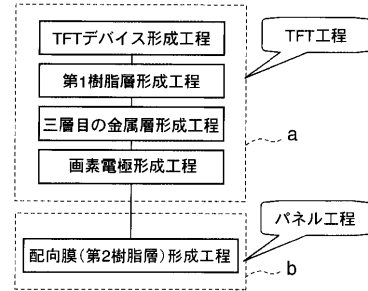 TFTデバイス形成工程
TFT工程
第1樹脂層形成工程
三層目の金属層形成工程
a
画素電極形成工程
パネル工程
配向膜(第2樹脂層)形成工程
b